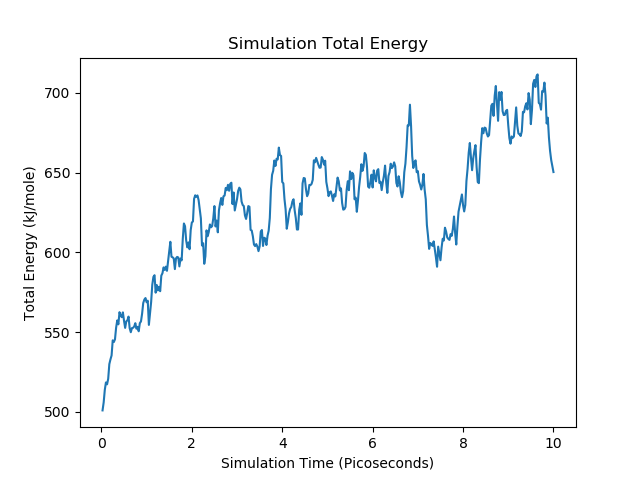 Simulation Total Energy
Total Energy (kJ/mole)
700
650
600
550
500
0 2 4 6 8 10
Simulation Time (Picoseconds)